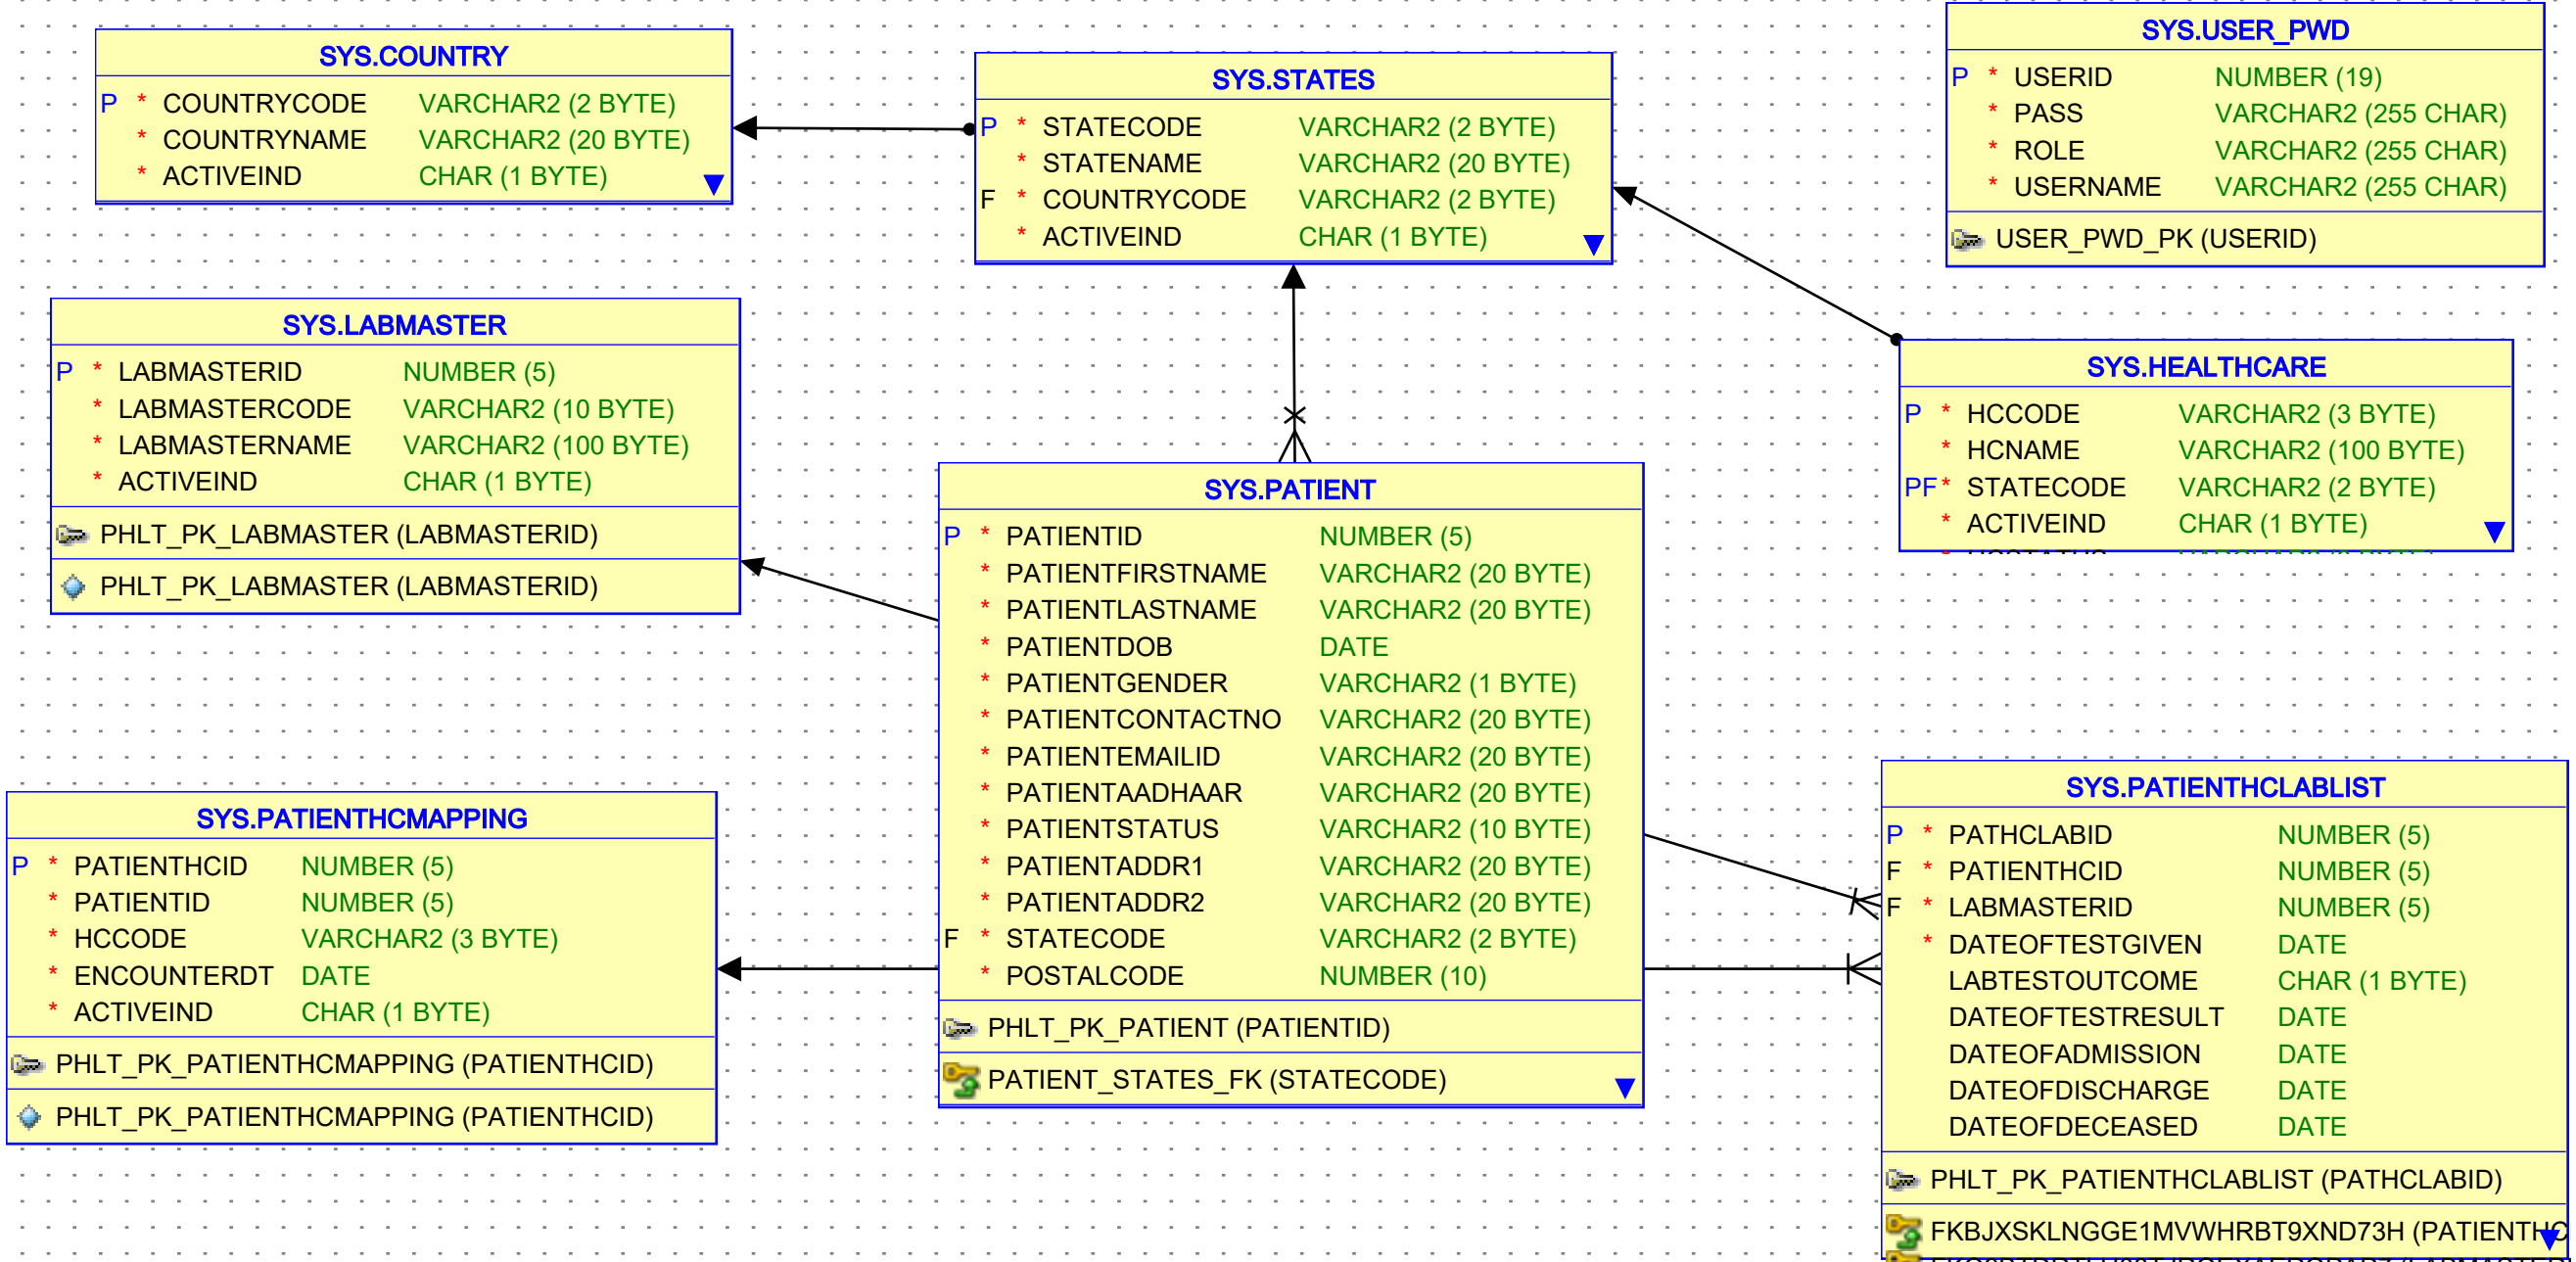 SYS.COUNTRY
P * COUNTRYCODE VARCHAR2 (2 BYTE)
* COUNTRYNAME VARCHAR2 (20 BYTE)
* ACTIVEIND CHAR (1 BYTE)
SYS.STATES
P * STATECODE VARCHAR2 (2 BYTE)
* STATENAME VARCHAR2 (20 BYTE)
F * COUNTRYCODE VARCHAR2 (2 BYTE)
* ACTIVEIND CHAR (1 BYTE)
SYS.USER_PWD
P * USERID NUMBER (19)
* PASS VARCHAR2 (255 CHAR)
* ROLE VARCHAR2 (255 CHAR)
* USERNAME VARCHAR2 (255 CHAR)
USER_PWD_PK (USERID)
SYS.LABMASTER
P * LABMASTERID NUMBER (5)
* LABMASTERCODE VARCHAR2 (10 BYTE)
* LABMASTERNAME VARCHAR2 (100 BYTE)
* ACTIVEIND CHAR (1 BYTE)
PHLT_PK_LABMASTER (LABMASTERID)
PHLT_PK_LABMASTER (LABMASTERID)
SYS.HEALTHCARE
P * HCCODE VARCHAR2 (3 BYTE)
* HCNAME VARCHAR2 (100 BYTE)
PF * STATECODE VARCHAR2 (2 BYTE)
* ACTIVEIND CHAR (1 BYTE)
SYS.PATIENT
P * PATIENTID NUMBER (5)
* PATIENTFIRSTNAME VARCHAR2 (20 BYTE)
* PATIENTLASTNAME VARCHAR2 (20 BYTE)
* PATIENTDOB DATE
* PATIENTGENDER VARCHAR2 (1 BYTE)
* PATIENTCONTACTNO VARCHAR2 (20 BYTE)
* PATIENTEMAILID VARCHAR2 (20 BYTE)
* PATIENTAADHAAR VARCHAR2 (20 BYTE)
* PATIENTSTATUS VARCHAR2 (10 BYTE)
* PATIENTADDR1 VARCHAR2 (20 BYTE)
* PATIENTADDR2 VARCHAR2 (20 BYTE)
F * STATECODE VARCHAR2 (2 BYTE)
* POSTALCODE NUMBER (10)
PHLT_PK_PATIENT (PATIENTID)
PATIENT_STATES_FK (STATECODE)
SYS.PATIENTHCMAPPING
P * PATIENTHCID NUMBER (5)
* PATIENTID NUMBER (5)
* HCCODE VARCHAR2 (3 BYTE)
* ENCOUNTERDT DATE
* ACTIVEIND CHAR (1 BYTE)
PHLT_PK_PATIENTHCMAPPING (PATIENTHCID)
PHLT_PK_PATIENTHCMAPPING (PATIENTHCID)
SYS.PATIENTHCLABLIST
P * PATHCLABID NUMBER (5)
F * PATIENTHCID NUMBER (5)
F * LABMASTERID NUMBER (5)
* DATEOFTESTGIVEN DATE
LABTESTOUTCOME CHAR (1 BYTE)
DATEOFTESTRESULT DATE
DATEOFADMISSION DATE
DATEOFDISCHARGE DATE
DATEOFDECEASED DATE
PHLT_PK_PATIENTHCLABLIST (PATHCLABID)
FKBJXSKLNGGE1MVWHRBT9XND73H (PATIENTHC